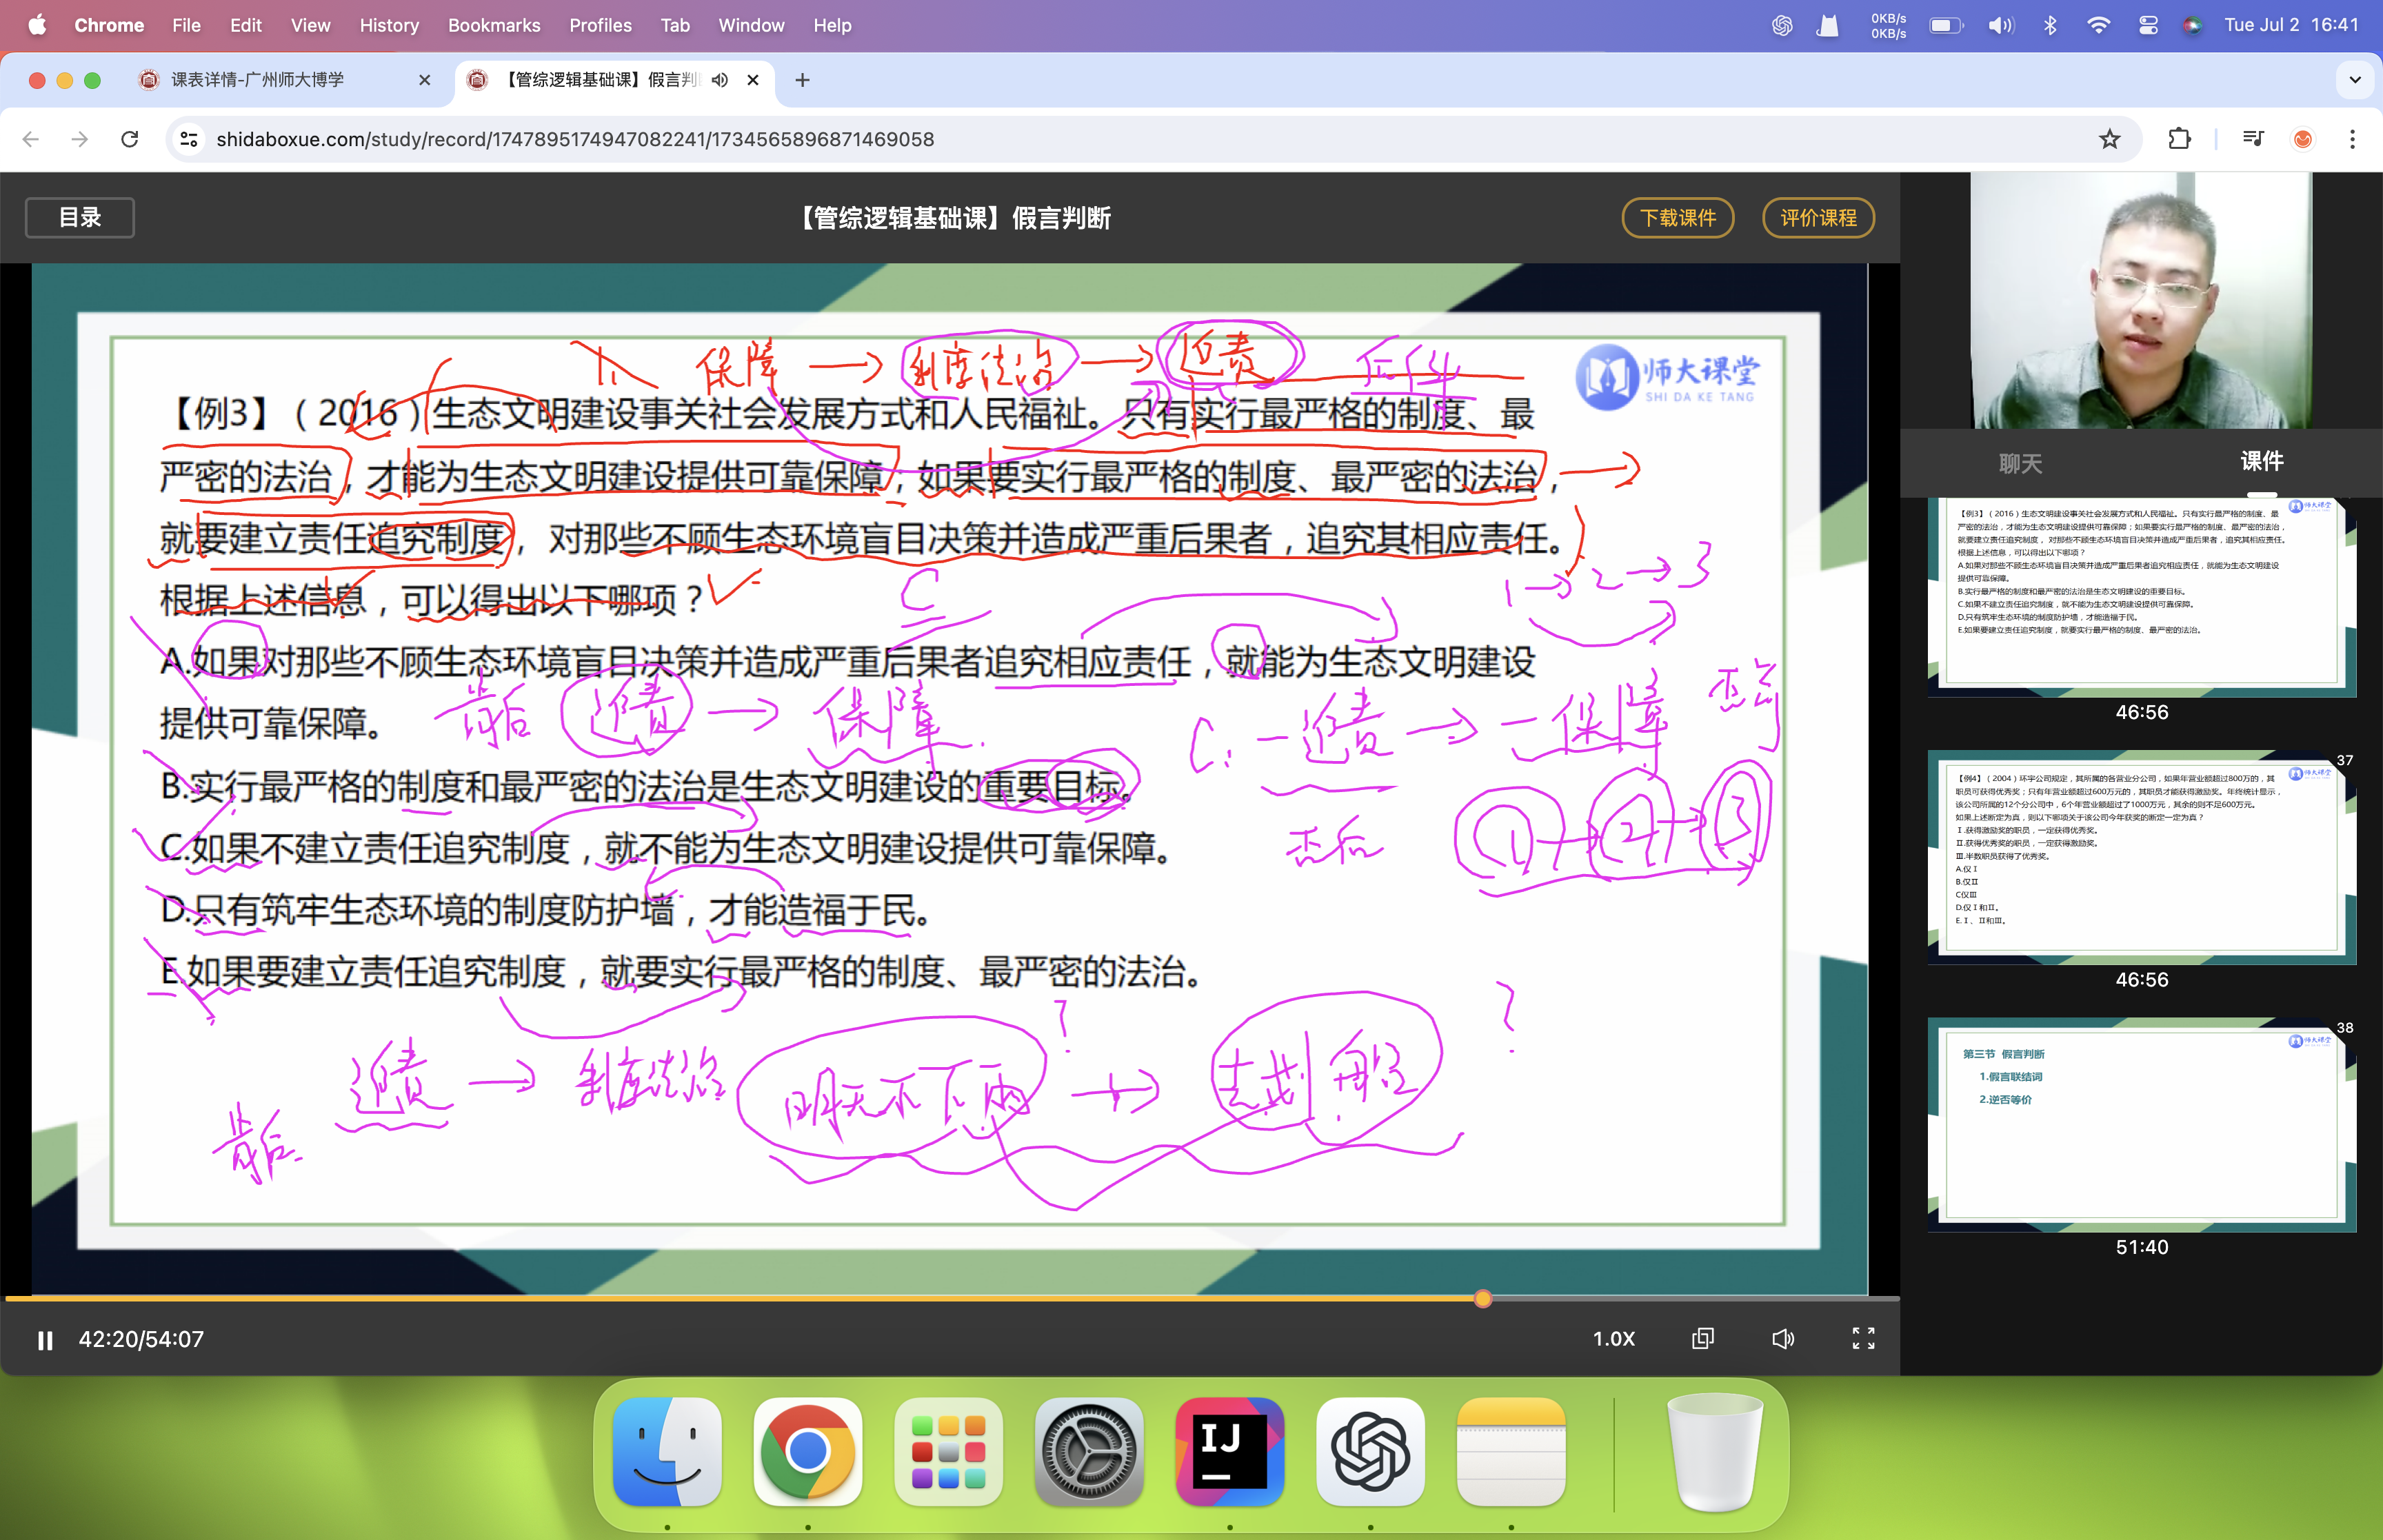 Chrome File Edit View History Bookmarks Profiles Tab Window Help
0KB/s
0KB/s
Tue Jul 2 16:41
课表详情-广州师大博学
【管综逻辑基础课】假言判
shidaboxue.com/study/record/1747895174947082241/1734565896871469058
目录
【管综逻辑基础课】假言判断
下载课件
评价课程
保障 → 制度法治 → 追责
师大课堂
SHI DA KE TANG
【例3】（2016）生态文明建设事关社会发展方式和人民福祉。只有实行最严格的制度、最
严密的法治，才能为生态文明建设提供可靠保障；如果要实行最严格的制度、最严密的法治，
就要建立责任追究制度， 对那些不顾生态环境盲目决策并造成严重后果者，追究其相应责任。
根据上述信息，可以得出以下哪项？
C
1→2→3
A.如果对那些不顾生态环境盲目决策并造成严重后果者追究相应责任，就能为生态文明建设
提供可靠保障。
肯后 追责 → 保障
C: ¬追责 → ¬保障
否前
B.实行最严格的制度和最严密的法治是生态文明建设的重要目标。
C.如果不建立责任追究制度，就不能为生态文明建设提供可靠保障。
否后
①→②→③
D.只有筑牢生态环境的制度防护墙，才能造福于民。
E.如果要建立责任追究制度，就要实行最严格的制度、最严密的法治。
追责 → 制度法治
肯后
明天不下雨 ? → ?
42:20/54:07
1.0X
聊天
课件
【例3】（2016）生态文明建设事关社会发展方式和人民福祉。只有实行最严格的制度、最
严密的法治，才能为生态文明建设提供可靠保障；如果要实行最严格的制度、最严密的法治，
就要建立责任追究制度， 对那些不顾生态环境盲目决策并造成严重后果者，追究其相应责任。
根据上述信息，可以得出以下哪项？
A.如果对那些不顾生态环境盲目决策并造成严重后果者追究相应责任，就能为生态文明建设
提供可靠保障。
B.实行最严格的制度和最严密的法治是生态文明建设的重要目标。
C.如果不建立责任追究制度，就不能为生态文明建设提供可靠保障。
D.只有筑牢生态环境的制度防护墙，才能造福于民。
E.如果要建立责任追究制度，就要实行最严格的制度、最严密的法治。
师大课堂
46:56
37
【例4】（2004）环宇公司规定，其所属的各营业分公司，如果年营业额超过800万的，其
职员可获得优秀奖；只有年营业额超过600万元的，其职员才能获得激励奖。年终统计显示，
该公司所属的12个分公司中，6个年营业额超过了1000万元，其余的则不足600万元。
如果上述断定为真，则以下哪项关于该公司今年获奖的断定一定为真？
Ⅰ.获得激励奖的职员，一定获得优秀奖。
Ⅱ.获得优秀奖的职员，一定获得激励奖。
Ⅲ.半数职员获得了优秀奖。
A.仅Ⅰ
B.仅Ⅱ
C仅Ⅲ
D.仅Ⅰ和Ⅱ。
E.Ⅰ、Ⅱ和Ⅲ。
师大课堂
46:56
38
第三节 假言判断
1.假言联结词
2.逆否等价
师大课堂
51:40
IJ